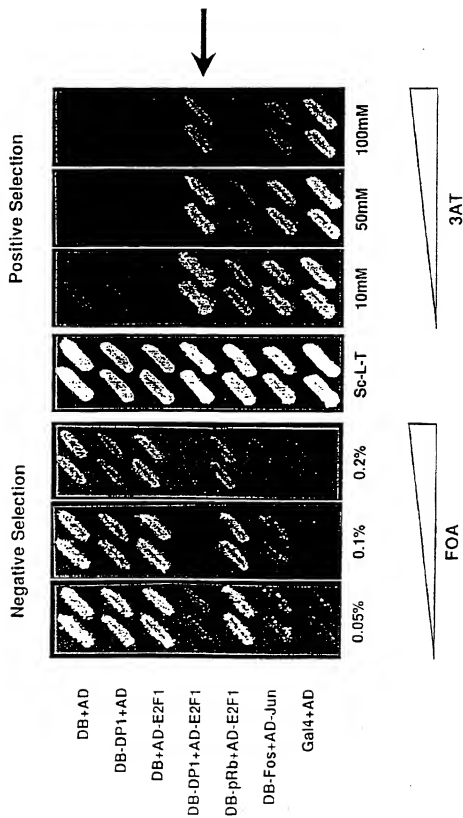 Negative Selection
Positive Selection
DB+AD
DB-DP1+AD
DB+AD-E2F1
DB-DP1+AD-E2F1
DB-pRb+AD-E2F1
DB-Fos+AD-Jun
Gal4+AD
0.05%
0.1%
0.2%
Sc-L-T
10mM
50mM
100mM
FOA
3AT